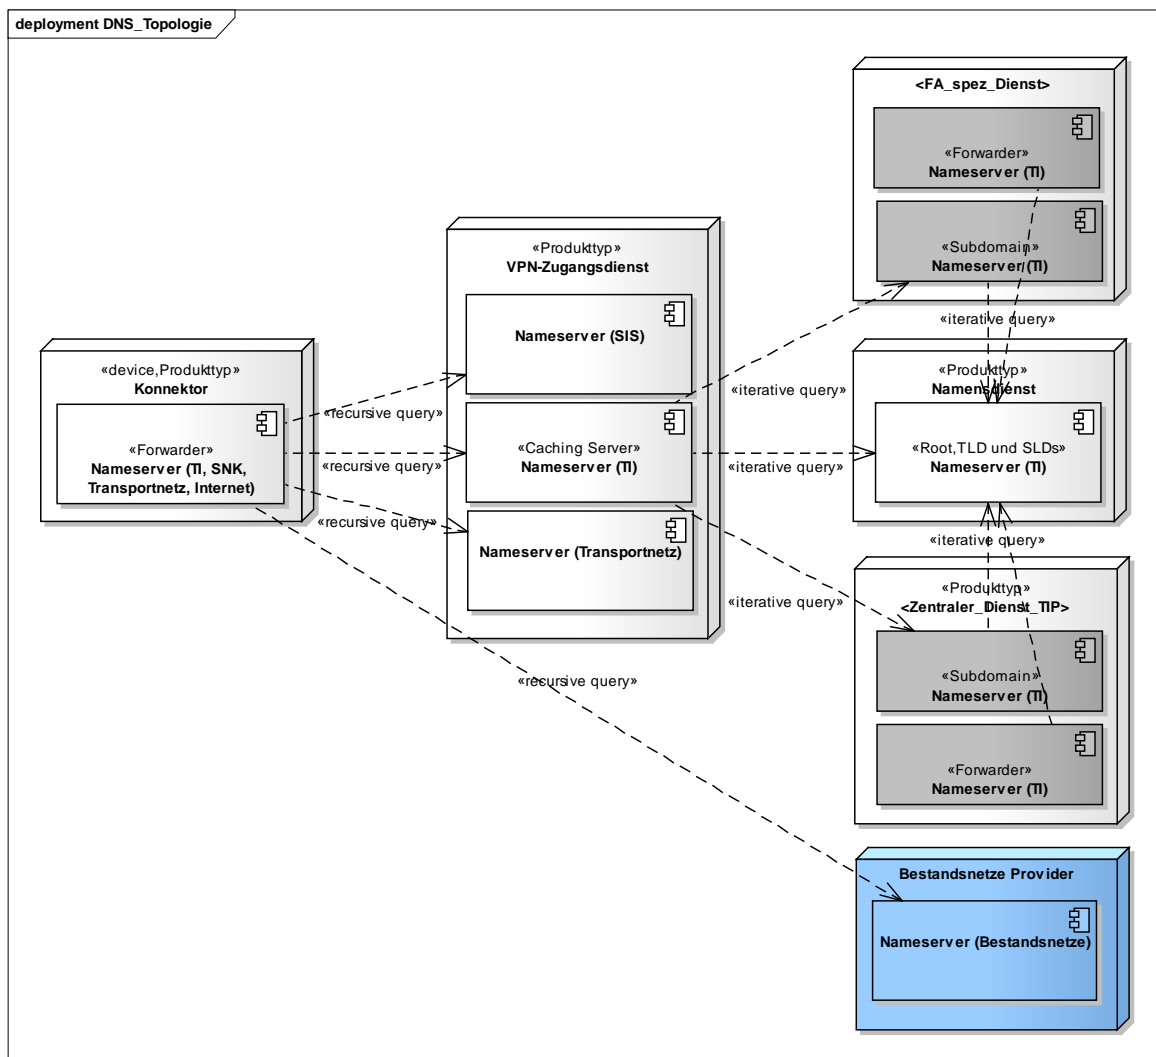 deployment DNS_Topologie
«device,Produkttyp»
Konnektor
«Forwarder»
Nameserver (TI, SNK,
Transportnetz, Internet)
«recursive query»
«recursive query»
«recursive query»
«recursive query»
«Produkttyp»
VPN-Zugangsdienst
Nameserver (SIS)
«Caching Server»
Nameserver (TI)
Nameserver (Transportnetz)
«iterative query»
«iterative query»
«iterative query»
<FA_spez_Dienst>
«Forwarder»
Nameserver (TI)
«Subdomain»
Nameserver (TI)
«iterative query»
«Produkttyp»
Namensdienst
«Root,TLD und SLDs»
Nameserver (TI)
«iterative query»
«Produkttyp»
<Zentraler_Dienst_TIP>
«Subdomain»
Nameserver (TI)
«Forwarder»
Nameserver (TI)
Bestandsnetze Provider
Nameserver (Bestandsnetze)